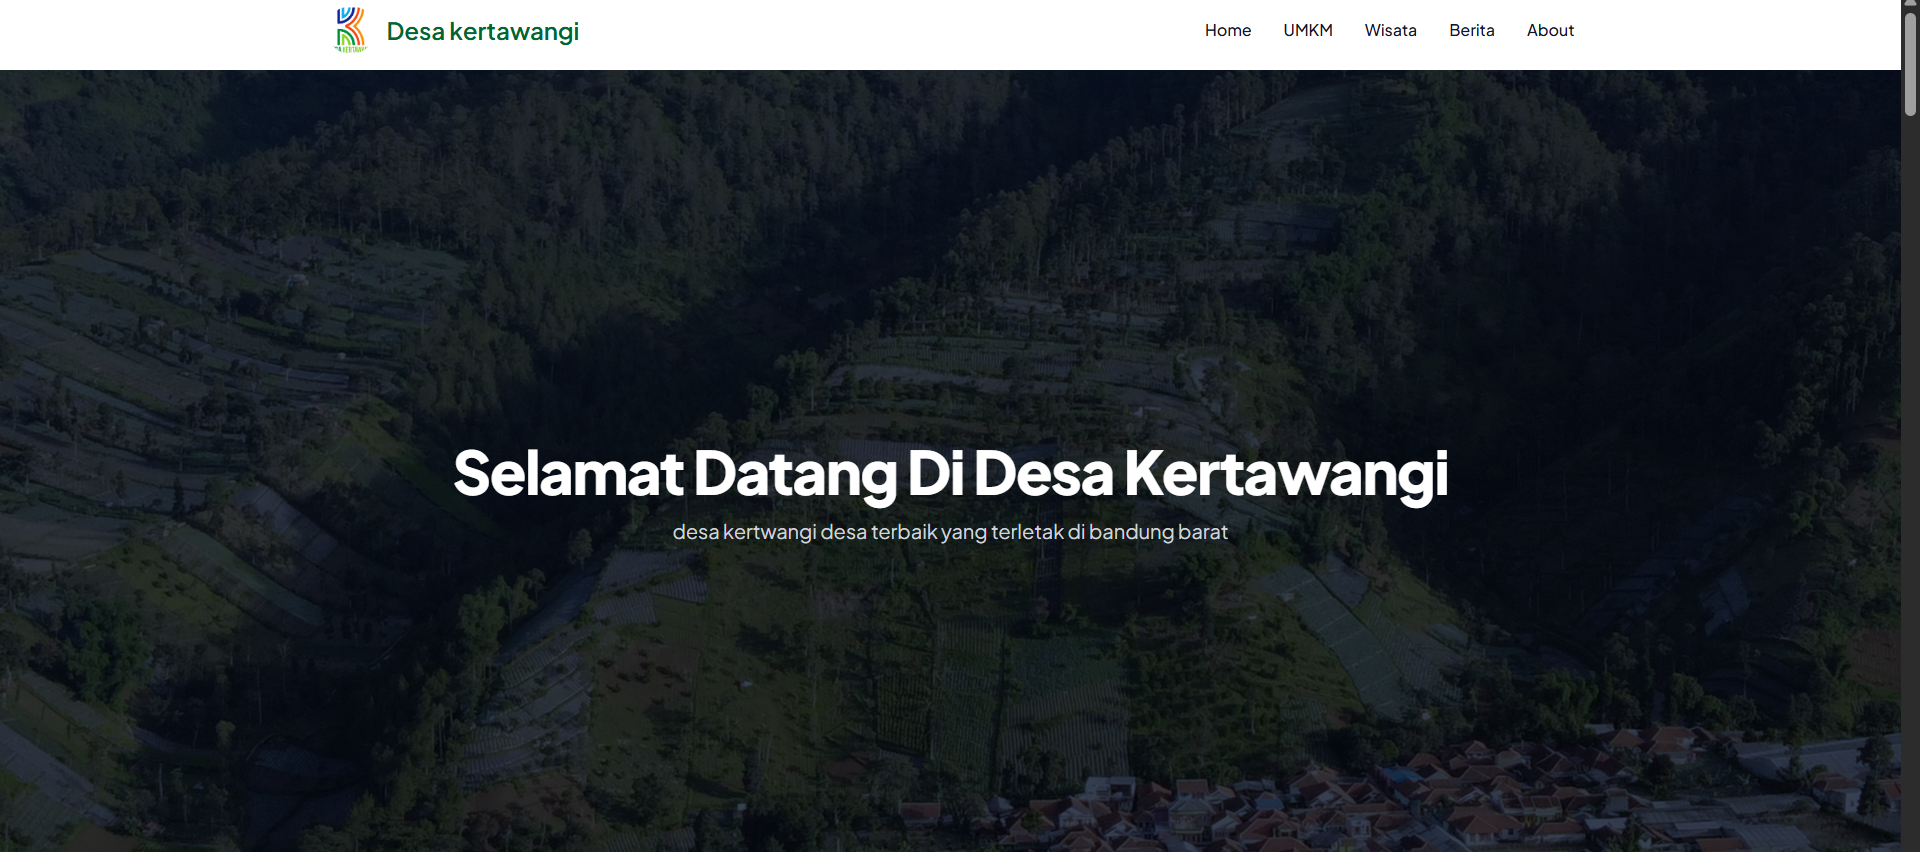 Desa kertawangi
Home UMKM Wisata Berita About
Selamat Datang Di Desa Kertawangi
desa kertwangi desa terbaik yang terletak di bandung barat